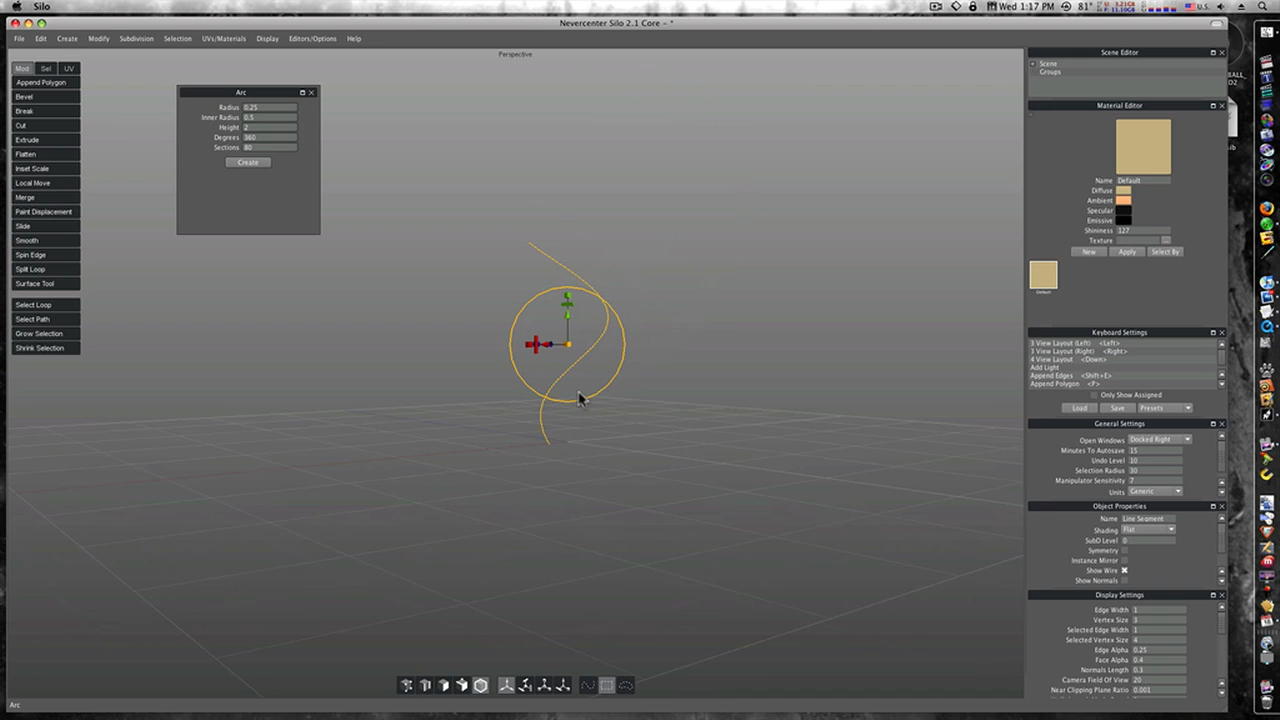 Silo
Wed 1:17 PM
81°
U.S.
Nevercenter Silo 2.1 Core - *
File Edit Create Modify Subdivision Selection UVs/Materials Display Editors/Options Help
Perspective
Mod Sel UV
Append Polygon
Bevel
Break
Cut
Extrude
Flatten
Inset Scale
Local Move
Merge
Paint Displacement
Slide
Smooth
Spin Edge
Split Loop
Surface Tool
Select Loop
Select Path
Grow Selection
Shrink Selection
Arc
Radius 0.25
Inner Radius 0.5
Height 2
Degrees 360
Sections 80
Create
Scene Editor
Scene
Groups
Material Editor
Name Default
Diffuse
Ambient
Specular
Emissive
Shininess 127
Texture ...
New Apply Select By
Default
Keyboard Settings
3 View Layout (Left) <Left>
3 View Layout (Right) <Right>
4 View Layout <Down>
Add Light
Append Edges <Shift+E>
Append Polygon <P>
Only Show Assigned
Load Save Presets
General Settings
Open Windows Docked Right
Minutes To Autosave 15
Undo Level 10
Selection Radius 30
Manipulator Sensitivity 7
Units Generic
Object Properties
Name Line Segment
Shading Flat
SubD Level 0
Symmetry
Instance Mirror
Show Wire
Show Normals
Display Settings
Edge Width 1
Vertex Size 3
Selected Edge Width 1
Selected Vertex Size 4
Edge Alpha 0.25
Face Alpha 0.4
Normals Length 0.3
Camera Field Of View 20
Near Clipping Plane Ratio 0.001
Arc